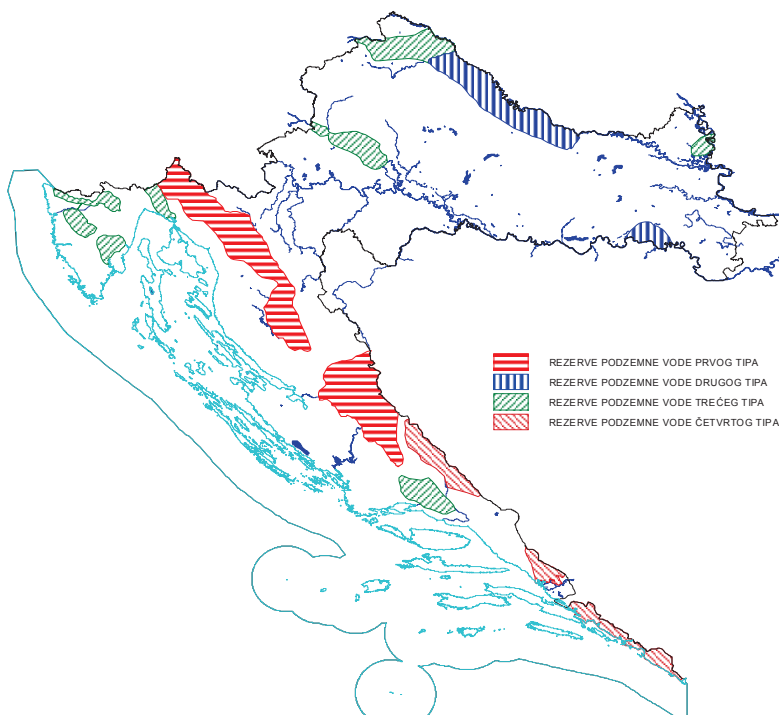 REZERVE PODZEMNE VODE PRVOG TIPA
REZERVE PODZEMNE VODE DRUGOG TIPA
REZERVE PODZEMNE VODE TREĆEG TIPA
REZERVE PODZEMNE VODE ČETVRTOG TIPA